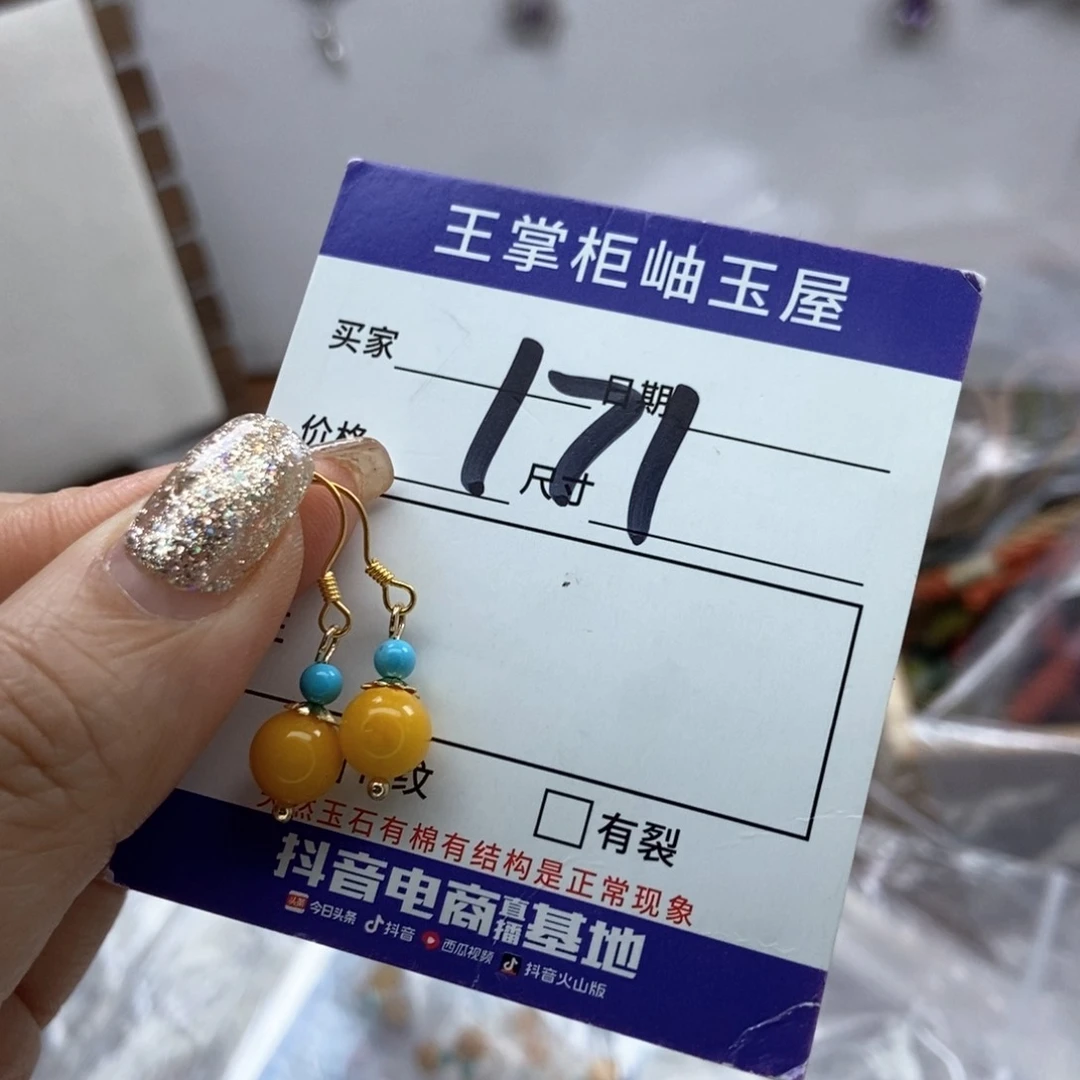 王掌柜岫玉屋
买家 日期
价格 尺寸
171
纹 有裂
天然玉石有棉有结构是正常现象
抖音电商直播基地
今日头条 抖音 西瓜视频 抖音火山版